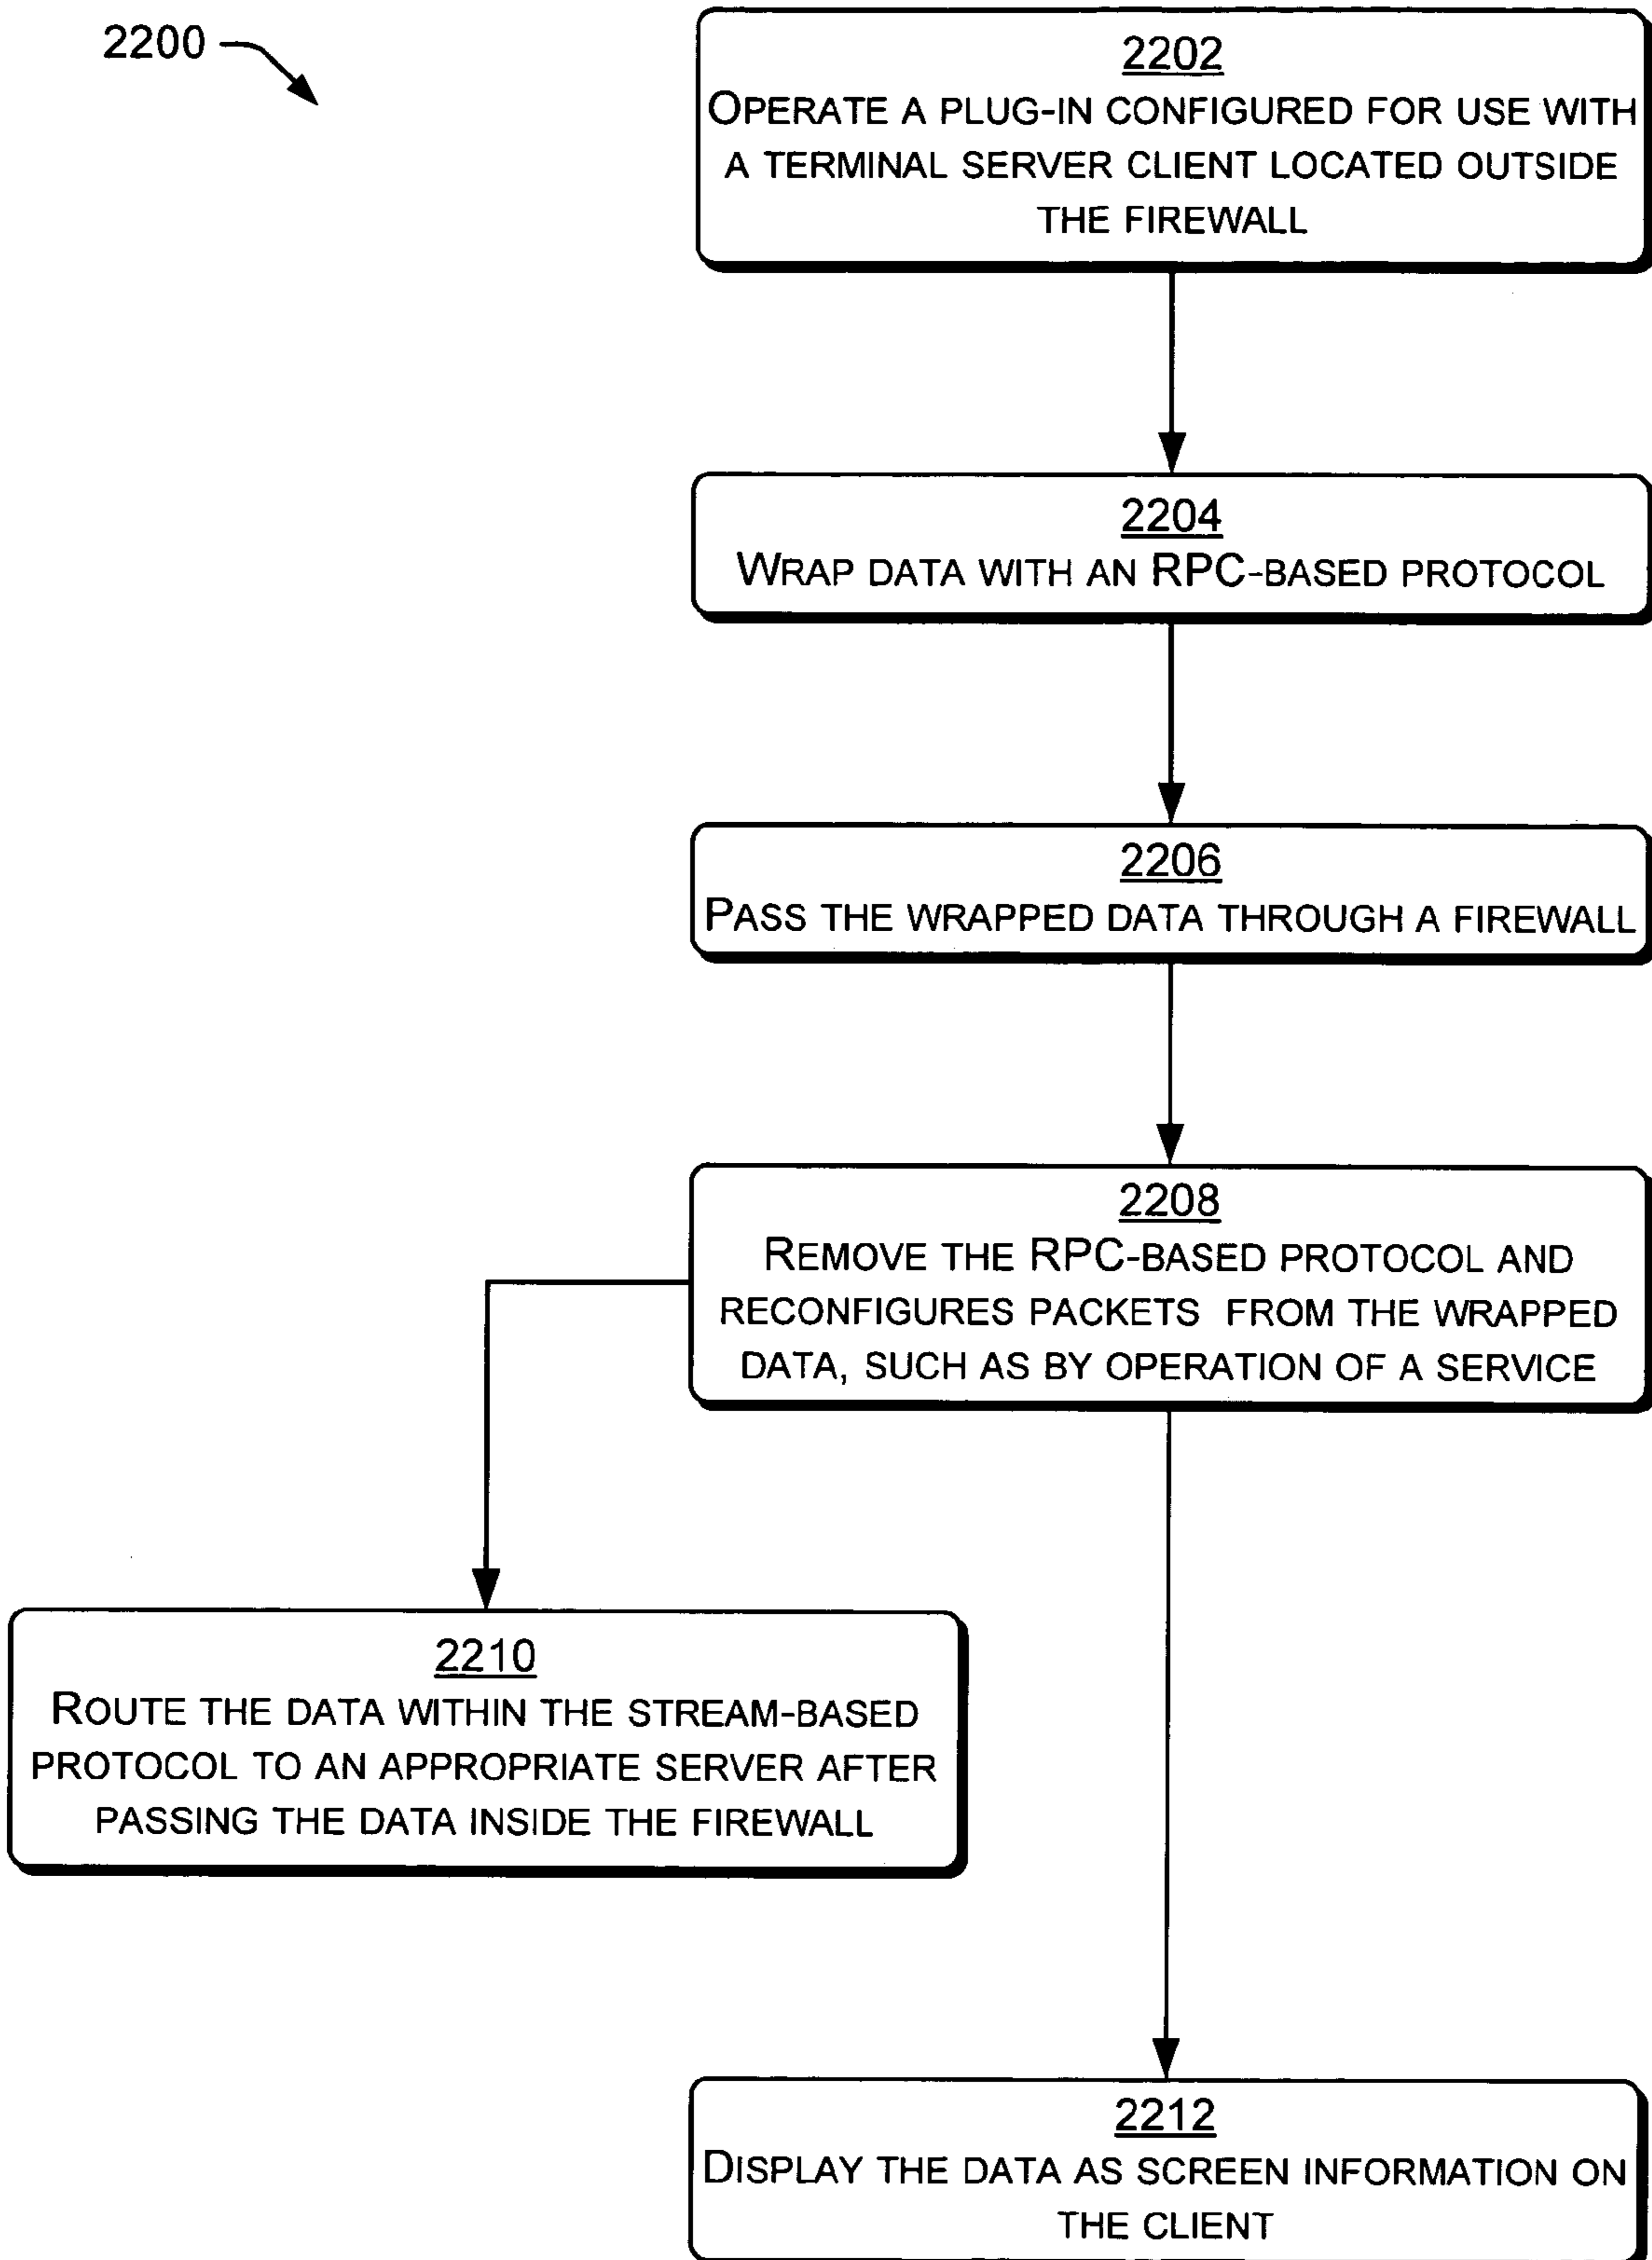 2200
2202
OPERATE A PLUG-IN CONFIGURED FOR USE WITH
A TERMINAL SERVER CLIENT LOCATED OUTSIDE
THE FIREWALL
2204
WRAP DATA WITH AN RPC-BASED PROTOCOL
2206
PASS THE WRAPPED DATA THROUGH A FIREWALL
2208
REMOVE THE RPC-BASED PROTOCOL AND
RECONFIGURES PACKETS FROM THE WRAPPED
DATA, SUCH AS BY OPERATION OF A SERVICE
2210
ROUTE THE DATA WITHIN THE STREAM-BASED
PROTOCOL TO AN APPROPRIATE SERVER AFTER
PASSING THE DATA INSIDE THE FIREWALL
2212
DISPLAY THE DATA AS SCREEN INFORMATION ON
THE CLIENT